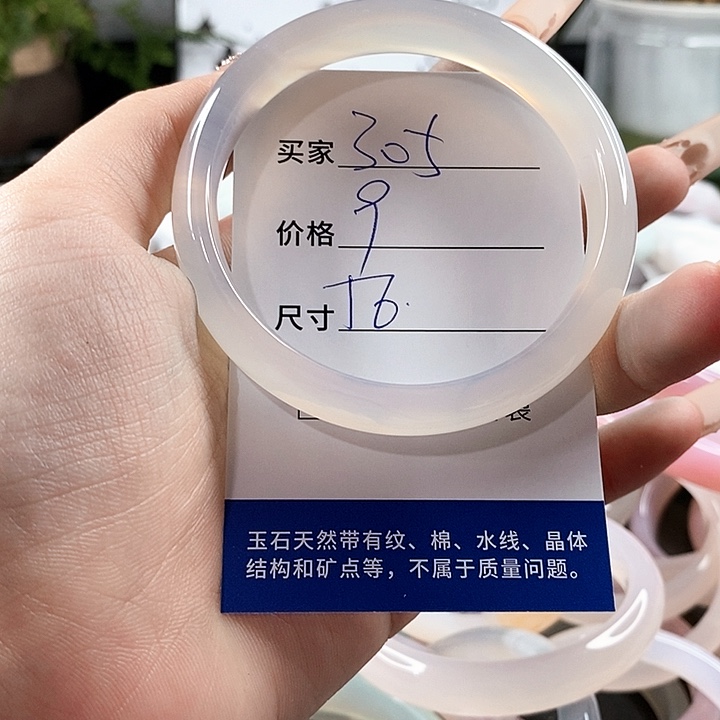 买家 305
价格 9
尺寸 56.
装
玉石天然带有纹、棉、水线、晶体
结构和矿点等，不属于质量问题。